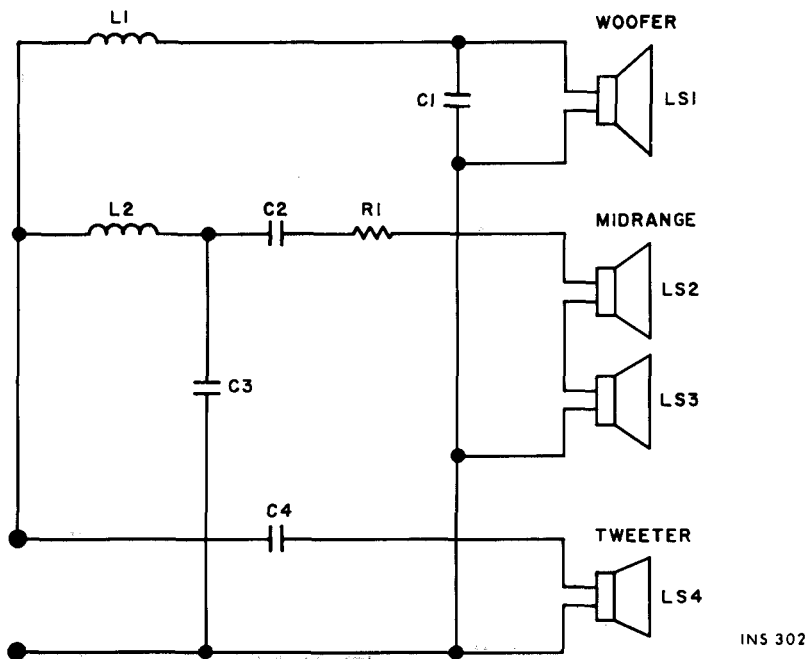 L1
WOOFER
C1
LS1
L2
C2
R1
MIDRANGE
LS2
C3
LS3
C4
TWEETER
LS4
INS 302